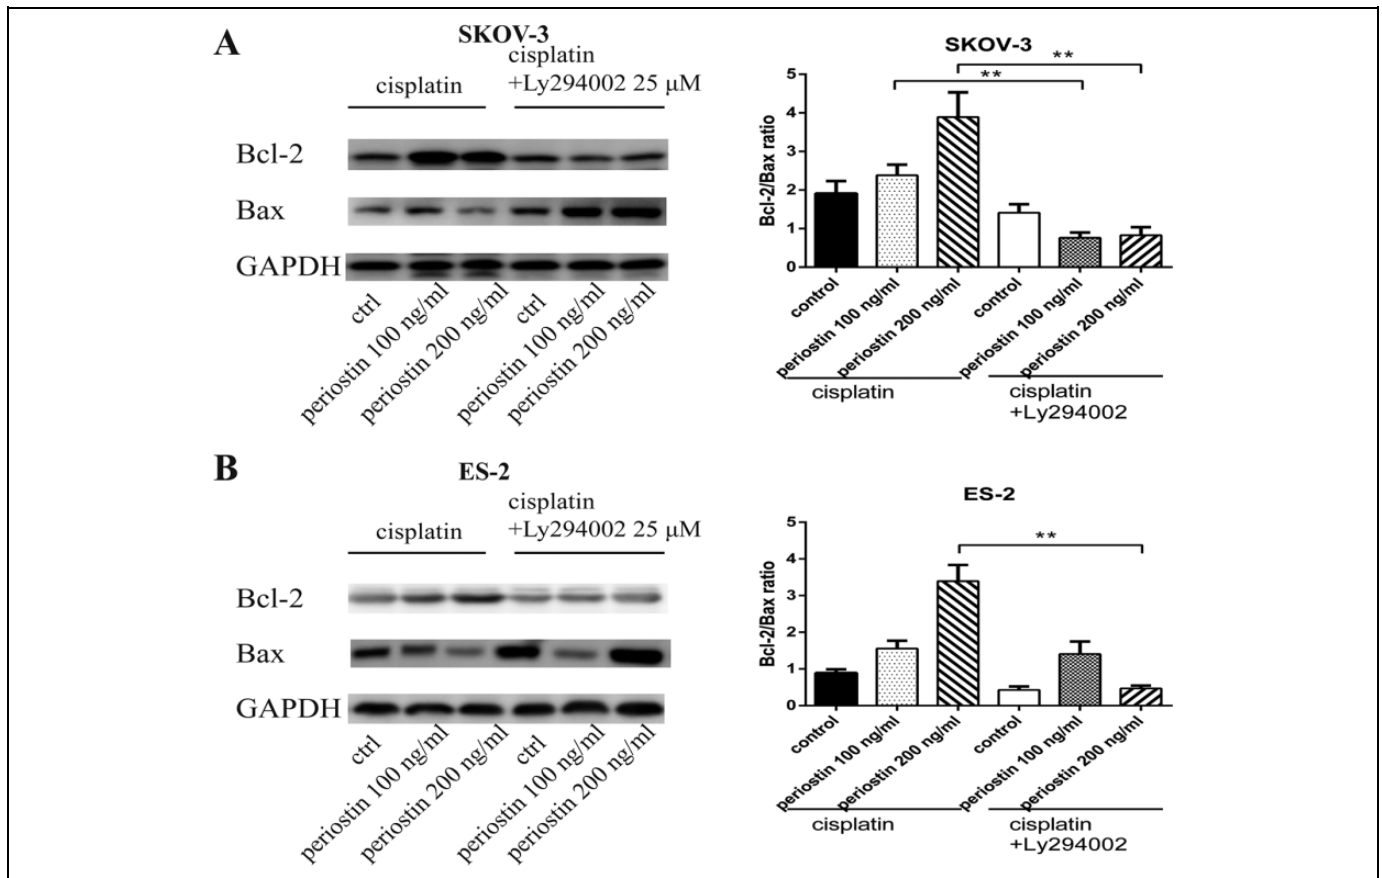 A
SKOV-3
cisplatin
cisplatin
+Ly294002 25 μM
Bcl-2
Bax
GAPDH
ctrl
periostin 100 ng/ml
periostin 200 ng/ml
ctrl
periostin 100 ng/ml
periostin 200 ng/ml
SKOV-3
**
**
Bcl-2/Bax ratio
5
4
3
2
1
0
control
periostin 100 ng/ml
periostin 200 ng/ml
control
periostin 100 ng/ml
periostin 200 ng/ml
cisplatin
cisplatin
+Ly294002
B
ES-2
cisplatin
cisplatin
+Ly294002 25 μM
Bcl-2
Bax
GAPDH
ctrl
periostin 100 ng/ml
periostin 200 ng/ml
ctrl
periostin 100 ng/ml
periostin 200 ng/ml
ES-2
**
Bcl-2/Bax ratio
5
4
3
2
1
0
control
periostin 100 ng/ml
periostin 200 ng/ml
control
periostin 100 ng/ml
periostin 200 ng/ml
cisplatin
cisplatin
+Ly294002